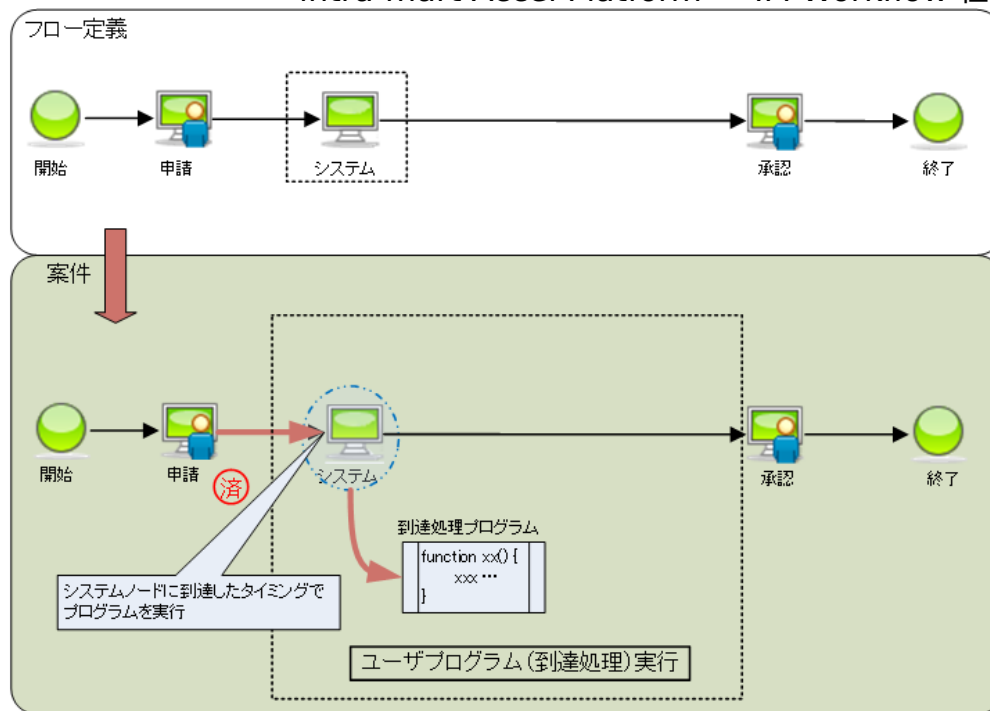 フロー定義
開始
申請
システム
承認
終了
案件
開始
申請
済
システム
承認
終了
到達処理プログラム
function xx() {
xxx …
}
システムノードに到達したタイミングで
プログラムを実行
ユーザプログラム(到達処理)実行